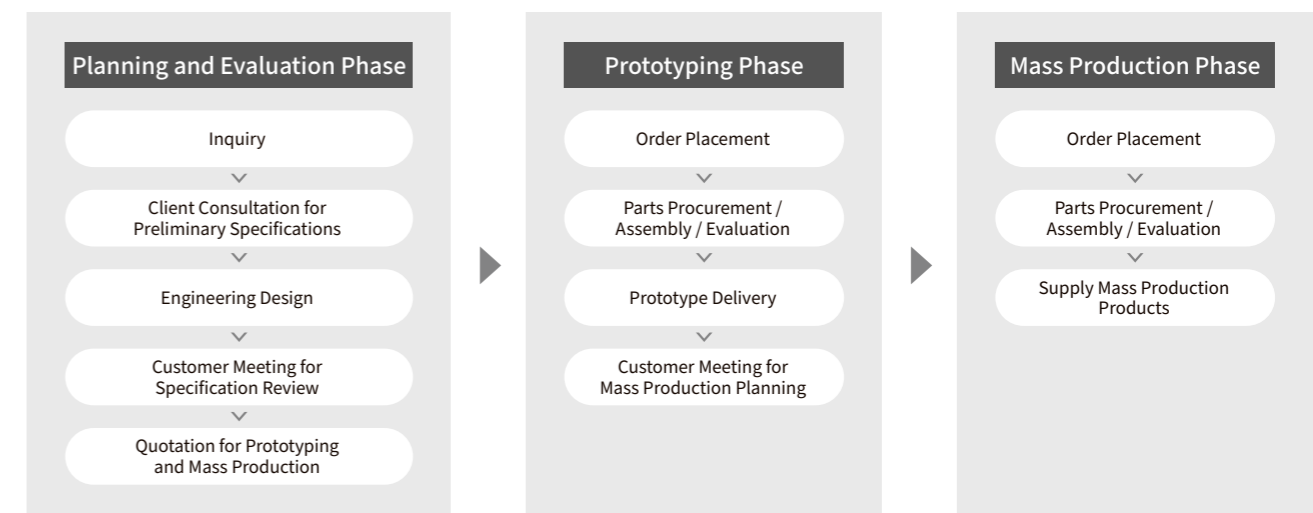 Planning and Evaluation Phase
Inquiry
Client Consultation for
Preliminary Specifications
Engineering Design
Customer Meeting for
Specification Review
Quotation for Prototyping
and Mass Production
Prototyping Phase
Order Placement
Parts Procurement /
Assembly / Evaluation
Prototype Delivery
Customer Meeting for
Mass Production Planning
Mass Production Phase
Order Placement
Parts Procurement /
Assembly / Evaluation
Supply Mass Production
Products